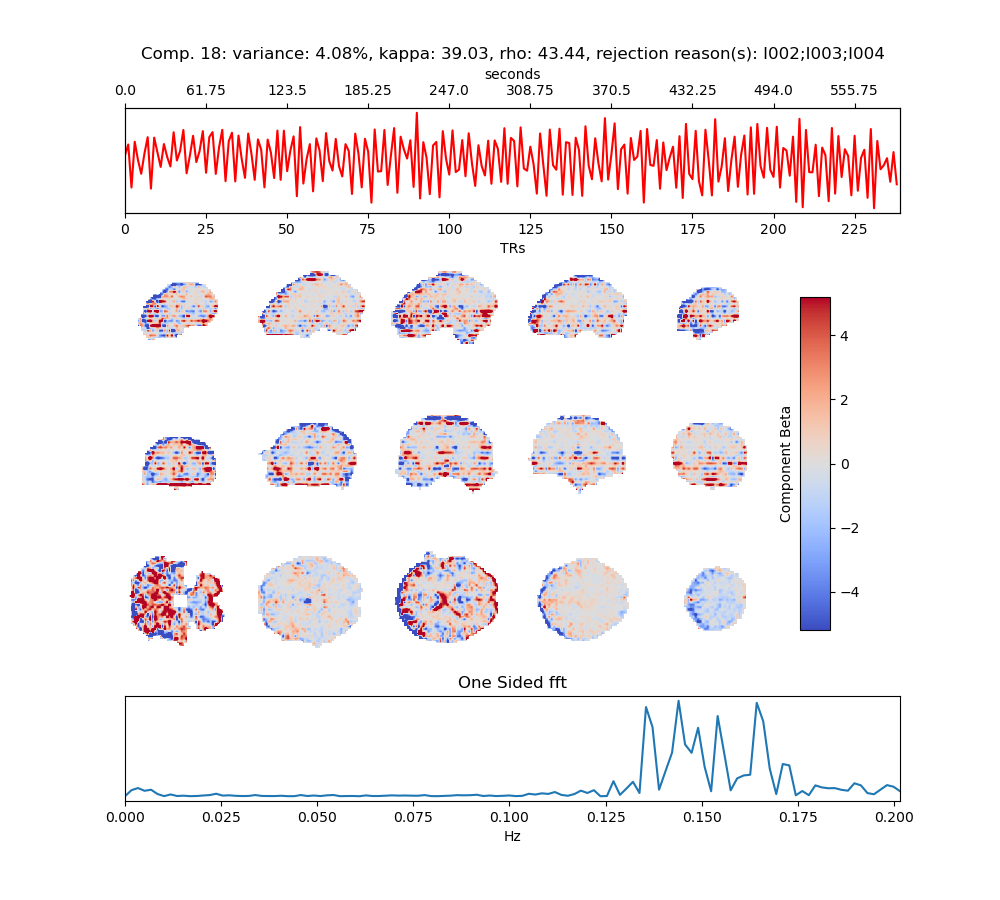 Comp. 18: variance: 4.08%, kappa: 39.03, rho: 43.44, rejection reason(s): I002;I003;I004
seconds
0.0 61.75 123.5 185.25 247.0 308.75 370.5 432.25 494.0 555.75
0 25 50 75 100 125 150 175 200 225
TRs
4
2
0
−2
−4
Component Beta
One Sided fft
0.000 0.025 0.050 0.075 0.100 0.125 0.150 0.175 0.200
Hz